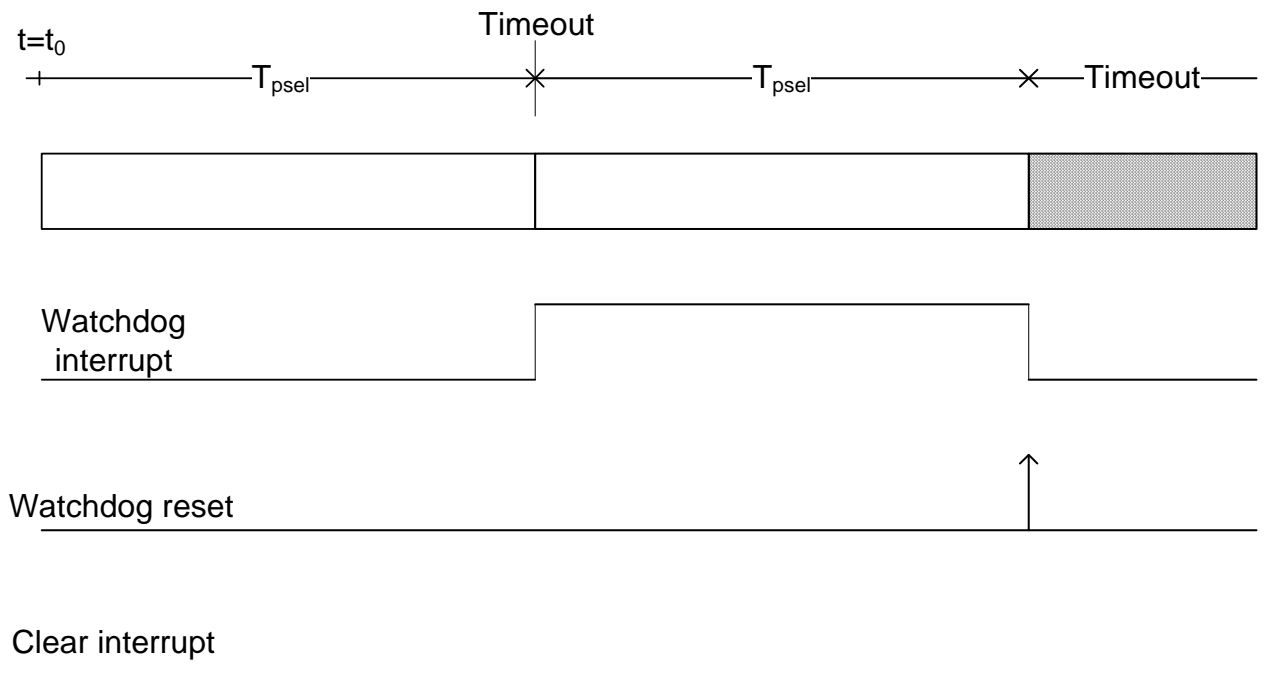 Timeout
t=t₀
Tpsel Tpsel Timeout
Watchdog
interrupt
Watchdog reset
Clear interrupt